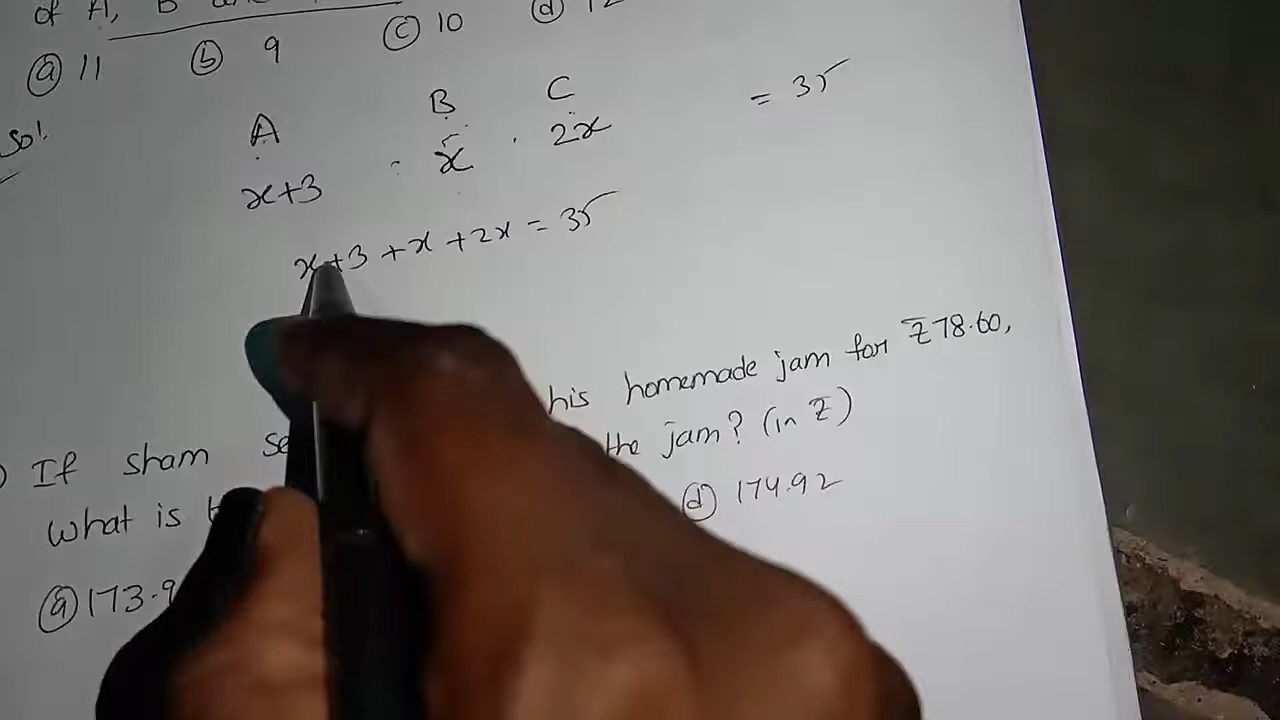 of A, B
ⓐ 11 ⓑ 9 ⓒ 10 ⓓ 12
Sol.
A B C = 35
x+3 x 2x
x+3 +x +2x = 35
If sham his homemade jam for ₹78.60,
What is the jam? (in ₹)
ⓐ 173.9 ⓓ 174.92